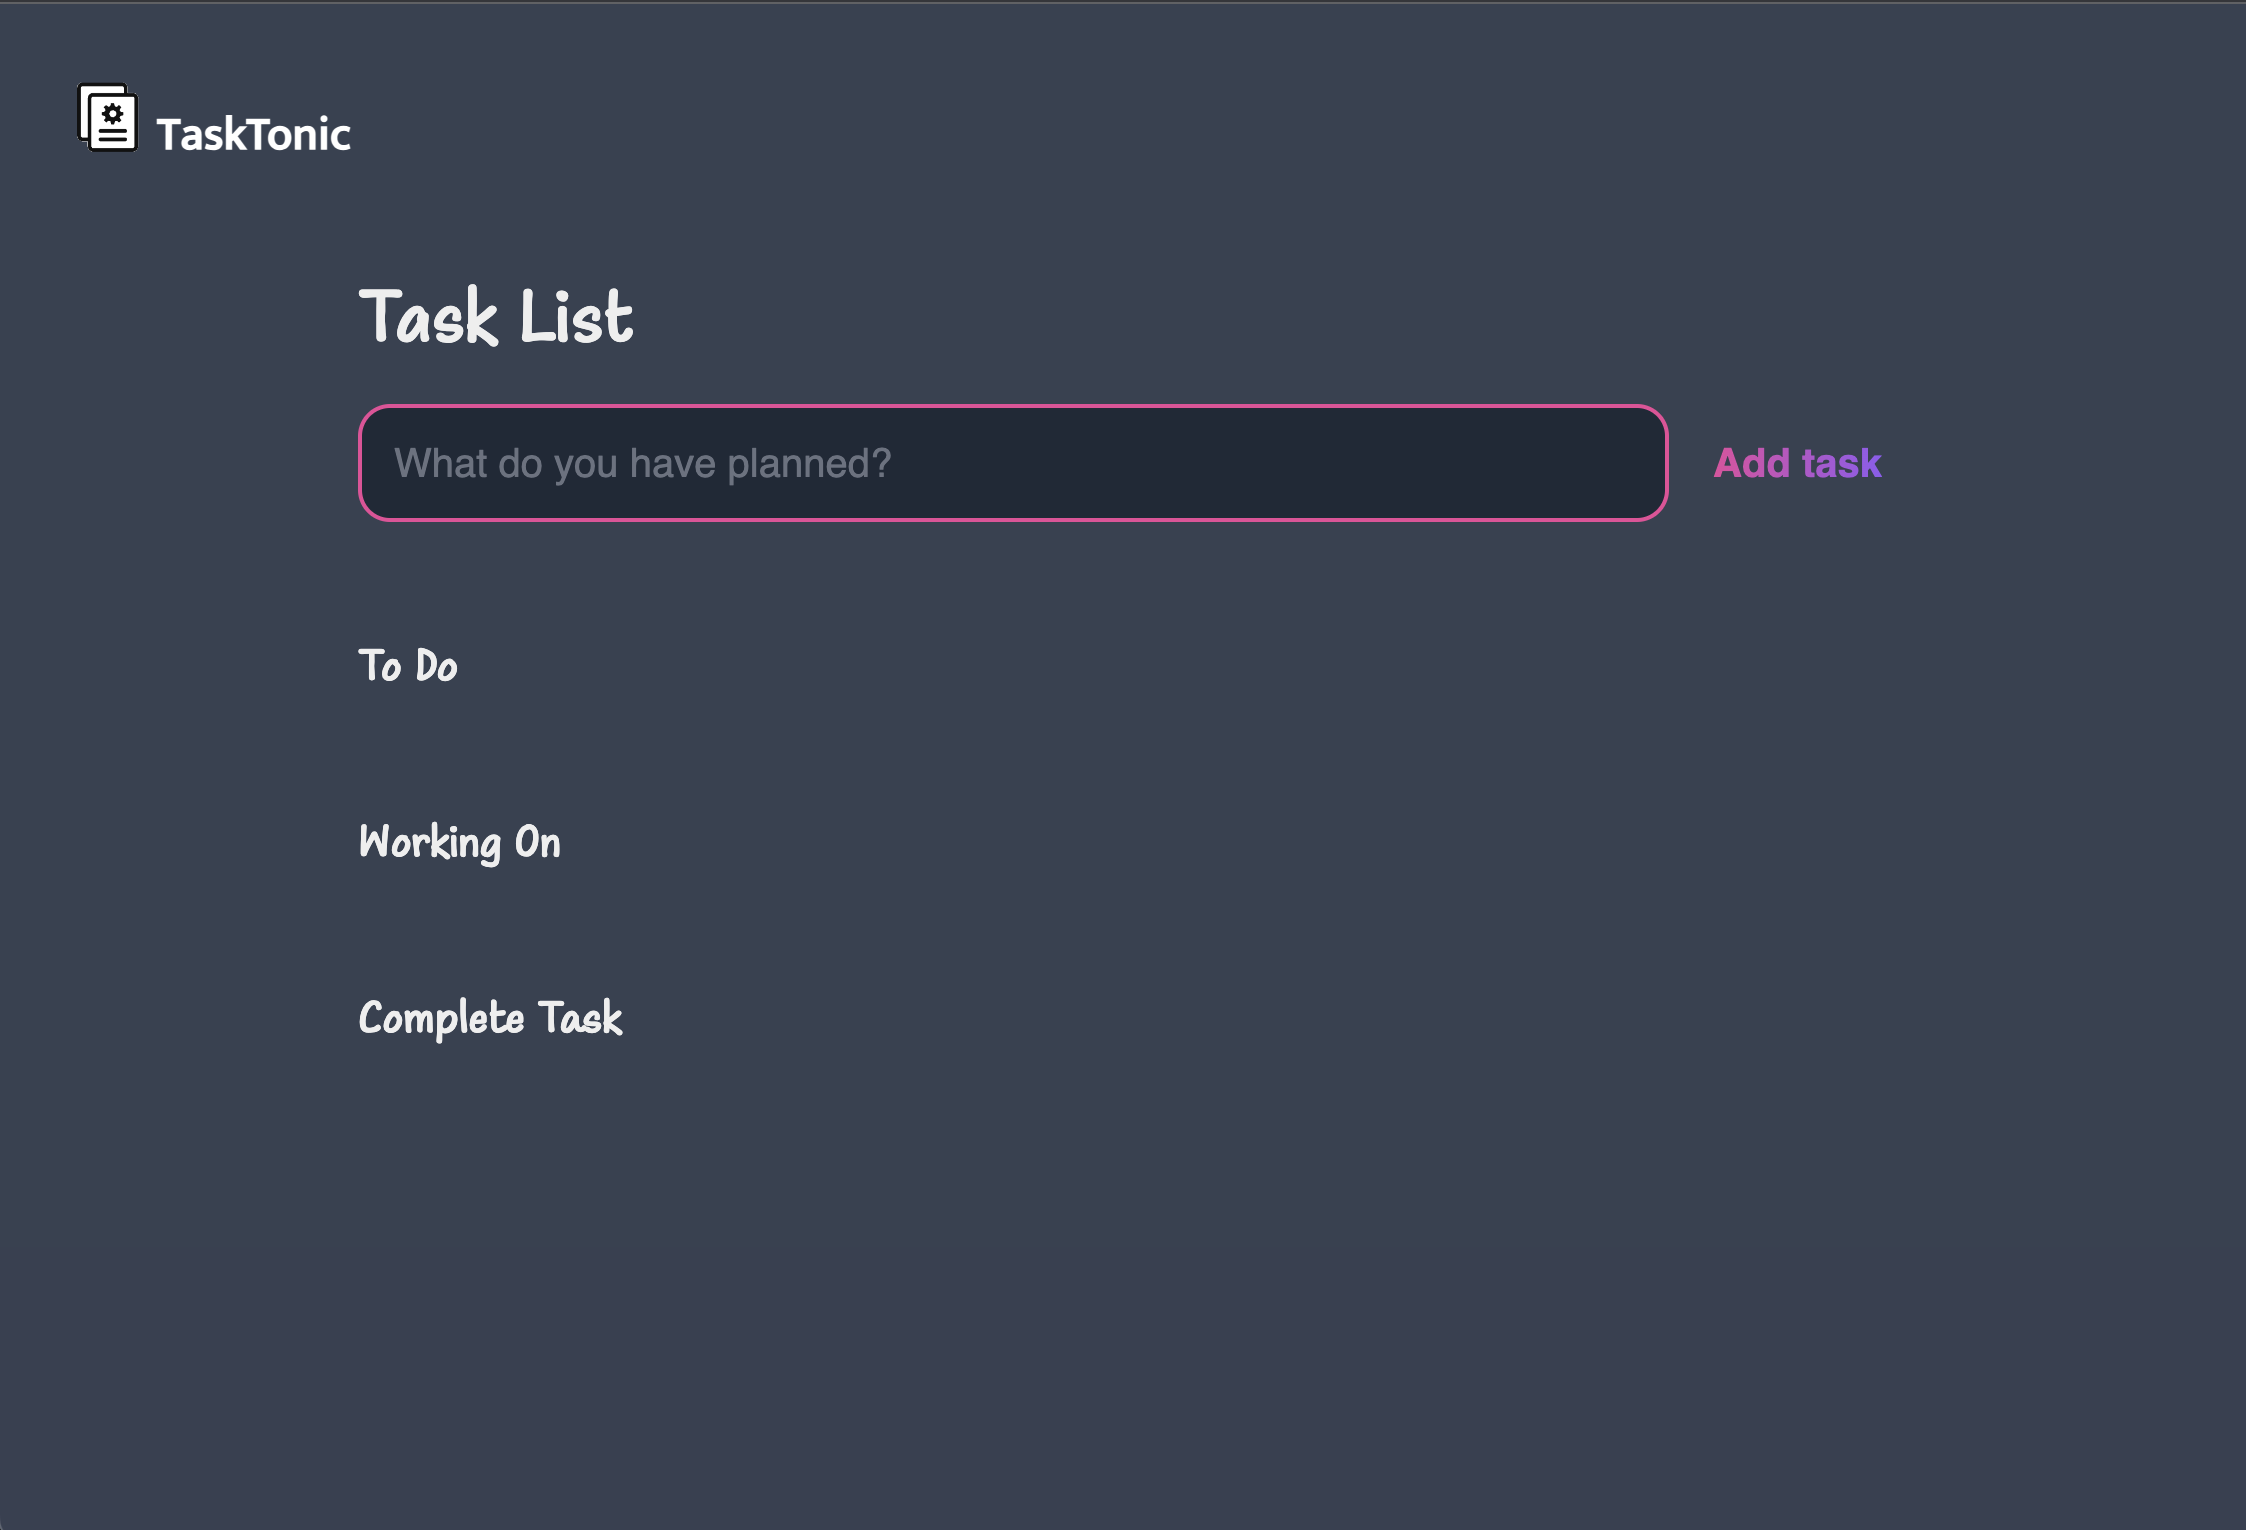 TaskTonic
Task List
What do you have planned?
Add task
To Do
Working On
Complete Task